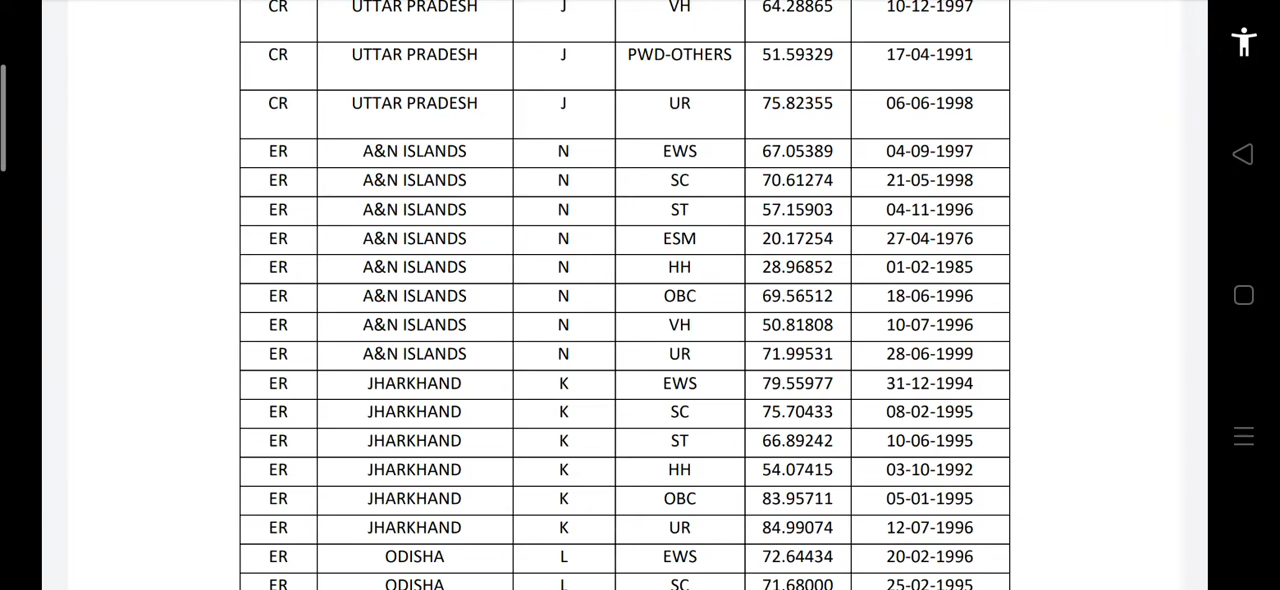 CR UTTAR PRADESH J VH 64.28865 10-12-1997
CR UTTAR PRADESH J PWD-OTHERS 51.59329 17-04-1991
CR UTTAR PRADESH J UR 75.82355 06-06-1998
ER A&N ISLANDS N EWS 67.05389 04-09-1997
ER A&N ISLANDS N SC 70.61274 21-05-1998
ER A&N ISLANDS N ST 57.15903 04-11-1996
ER A&N ISLANDS N ESM 20.17254 27-04-1976
ER A&N ISLANDS N HH 28.96852 01-02-1985
ER A&N ISLANDS N OBC 69.56512 18-06-1996
ER A&N ISLANDS N VH 50.81808 10-07-1996
ER A&N ISLANDS N UR 71.99531 28-06-1999
ER JHARKHAND K EWS 79.55977 31-12-1994
ER JHARKHAND K SC 75.70433 08-02-1995
ER JHARKHAND K ST 66.89242 10-06-1995
ER JHARKHAND K HH 54.07415 03-10-1992
ER JHARKHAND K OBC 83.95711 05-01-1995
ER JHARKHAND K UR 84.99074 12-07-1996
ER ODISHA L EWS 72.64434 20-02-1996
ER ODISHA L SC 71.68000 25-02-1995